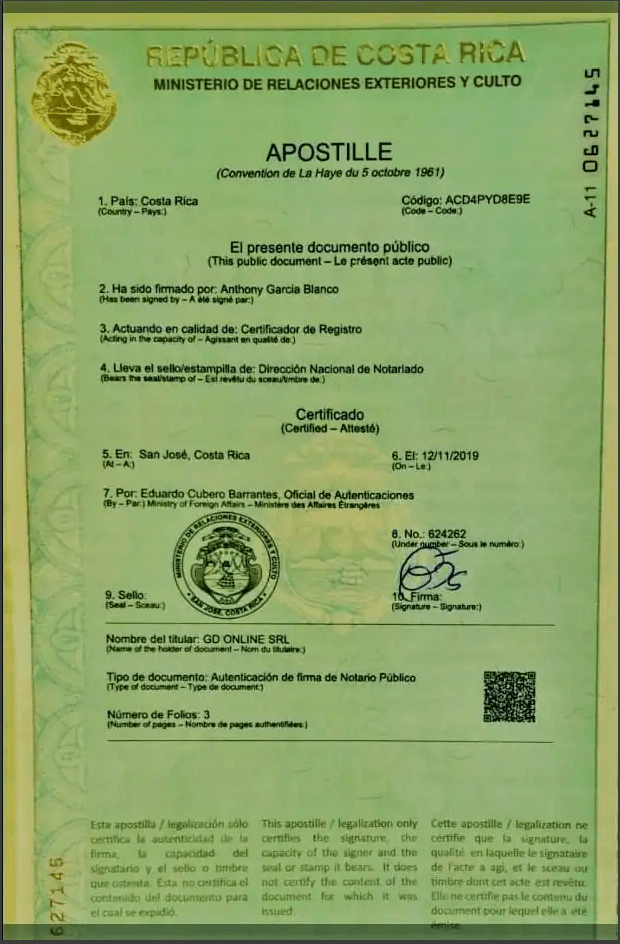 REPÚBLICA DE COSTA RICA
MINISTERIO DE RELACIONES EXTERIORES Y CULTO
A-11 0627145
APOSTILLE
(Convention de La Haye du 5 octobre 1961)
1. País: Costa Rica
(Country – Pays:)
Código: ACD4PYD8E9E
(Code – Code:)
El presente documento público
(This public document – Le présent acte public)
2. Ha sido firmado por: Anthony Garcia Blanco
(Has been signed by – A été signé par:)
3. Actuando en calidad de: Certificador de Registro
(Acting in the capacity of – Agissant en qualité de:)
4. Lleva el sello/estampilla de: Dirección Nacional de Notariado
(Bears the seal/stamp of – Est revêtu du sceau/timbre de:)
Certificado
(Certified – Attesté)
5. En: San José, Costa Rica
(At – A:)
6. El: 12/11/2019
(On – Le:)
7. Por: Eduardo Cubero Barrantes, Oficial de Autenticaciones
(By – Par:) Ministry of Foreign Affairs – Ministère des Affaires Étrangères
8. No.: 624262
(Under number – Sous le numéro:)
MINISTERIO DE RELACIONES EXTERIORES Y CULTO
SAN JOSE, COSTA RICA
9. Sello:
(Seal – Sceau:)
10. Firma:
(Signature – Signature:)
Nombre del titular: GD ONLINE SRL
(Name of the holder of document – Nom du titulaire:)
Tipo de documento: Autenticación de firma de Notario Público
(Type of document – Type de document:)
Número de Folios: 3
(Number of pages – Nombre de pages authentifiées:)
Esta apostilla / legalización sólo
certifica la autenticidad de la
firma, la capacidad del
signatario y el sello o timbre
que ostenta. Esta no certifica el
contenido del documento para
el cual se expidió.
This apostille / legalization only
certifies the signature, the
capacity of the signer and the
seal or stamp it bears. It does
not certify the content of the
document for which it was
issued.
Cette apostille / legalization ne
certifie que la signature, la
qualité en laquelle le signataire
de l'acte a agi, et le sceau ou
timbre dont cet acte est revêtu.
Elle ne certifie pas le contenu du
document pour lequel elle a été
émise.
627145